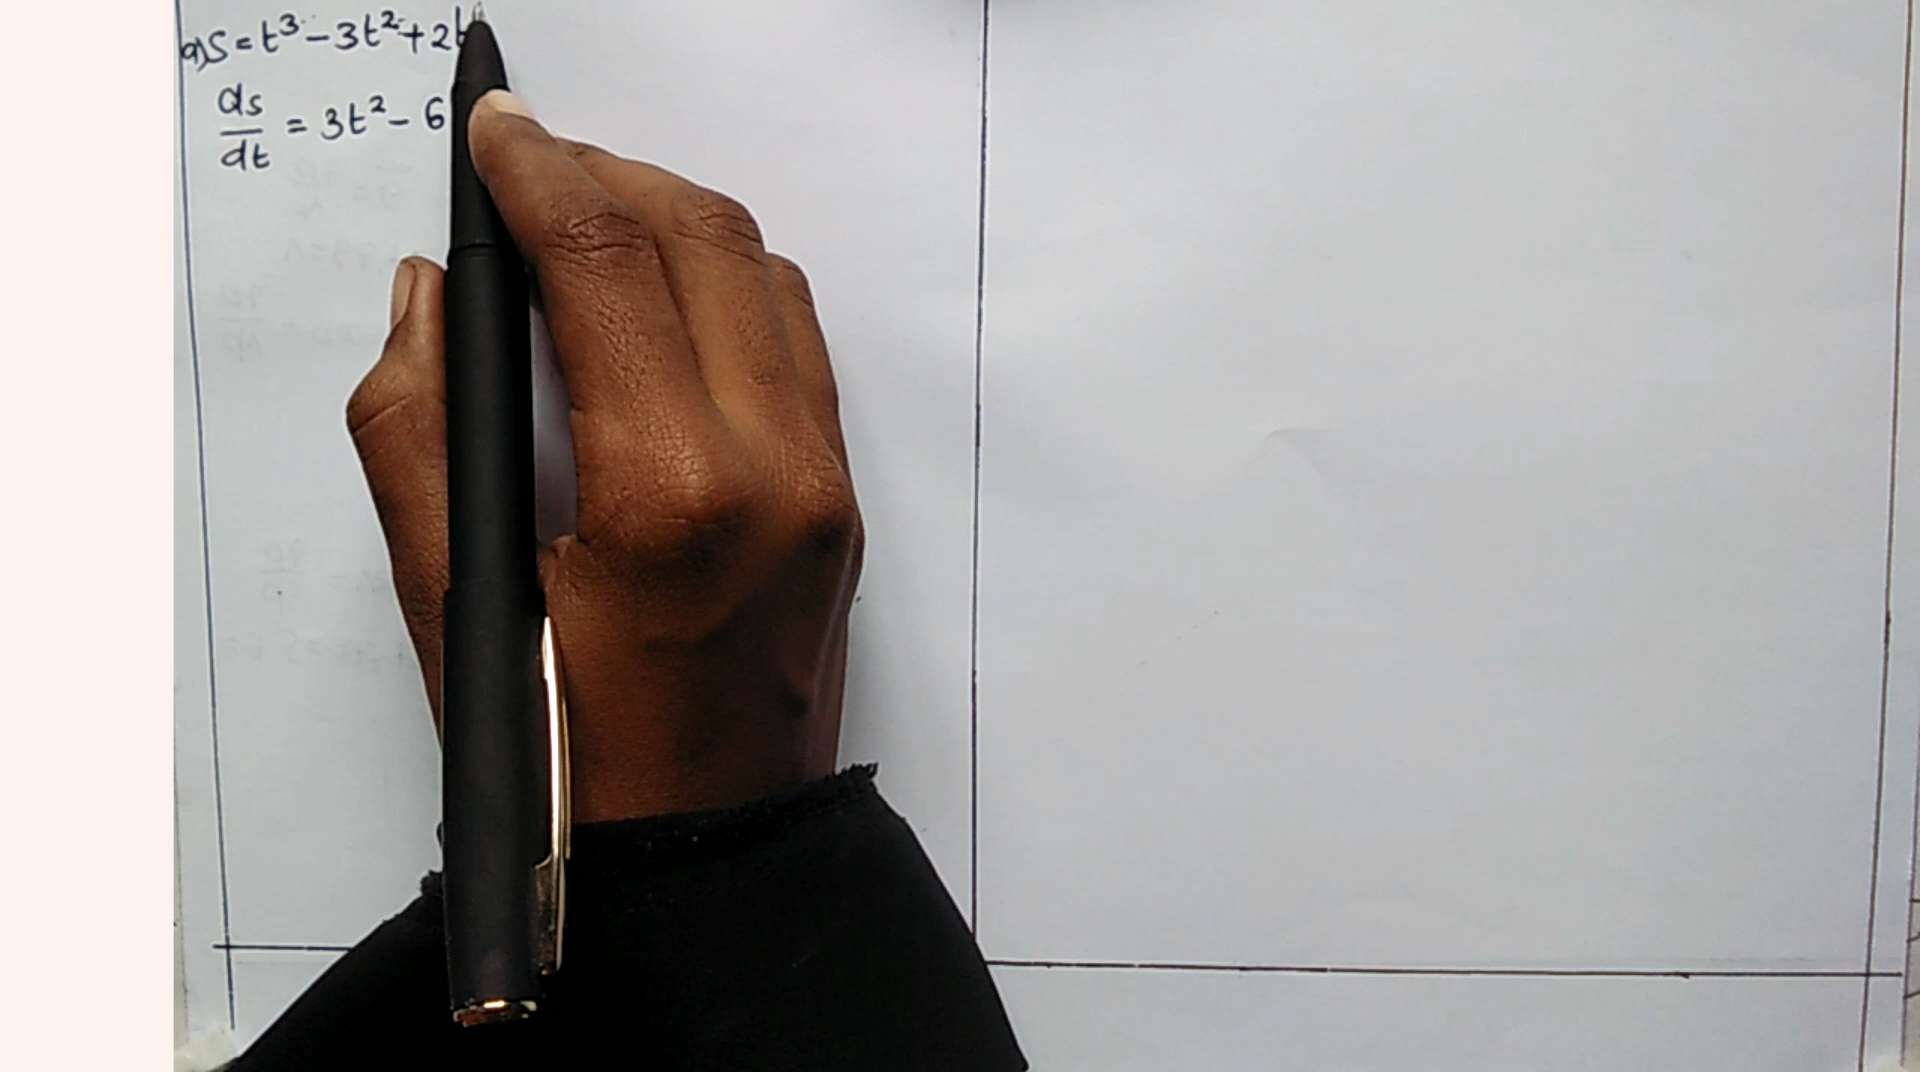 a) S = t³ - 3t² + 2t
ds/dt = 3t² - 6